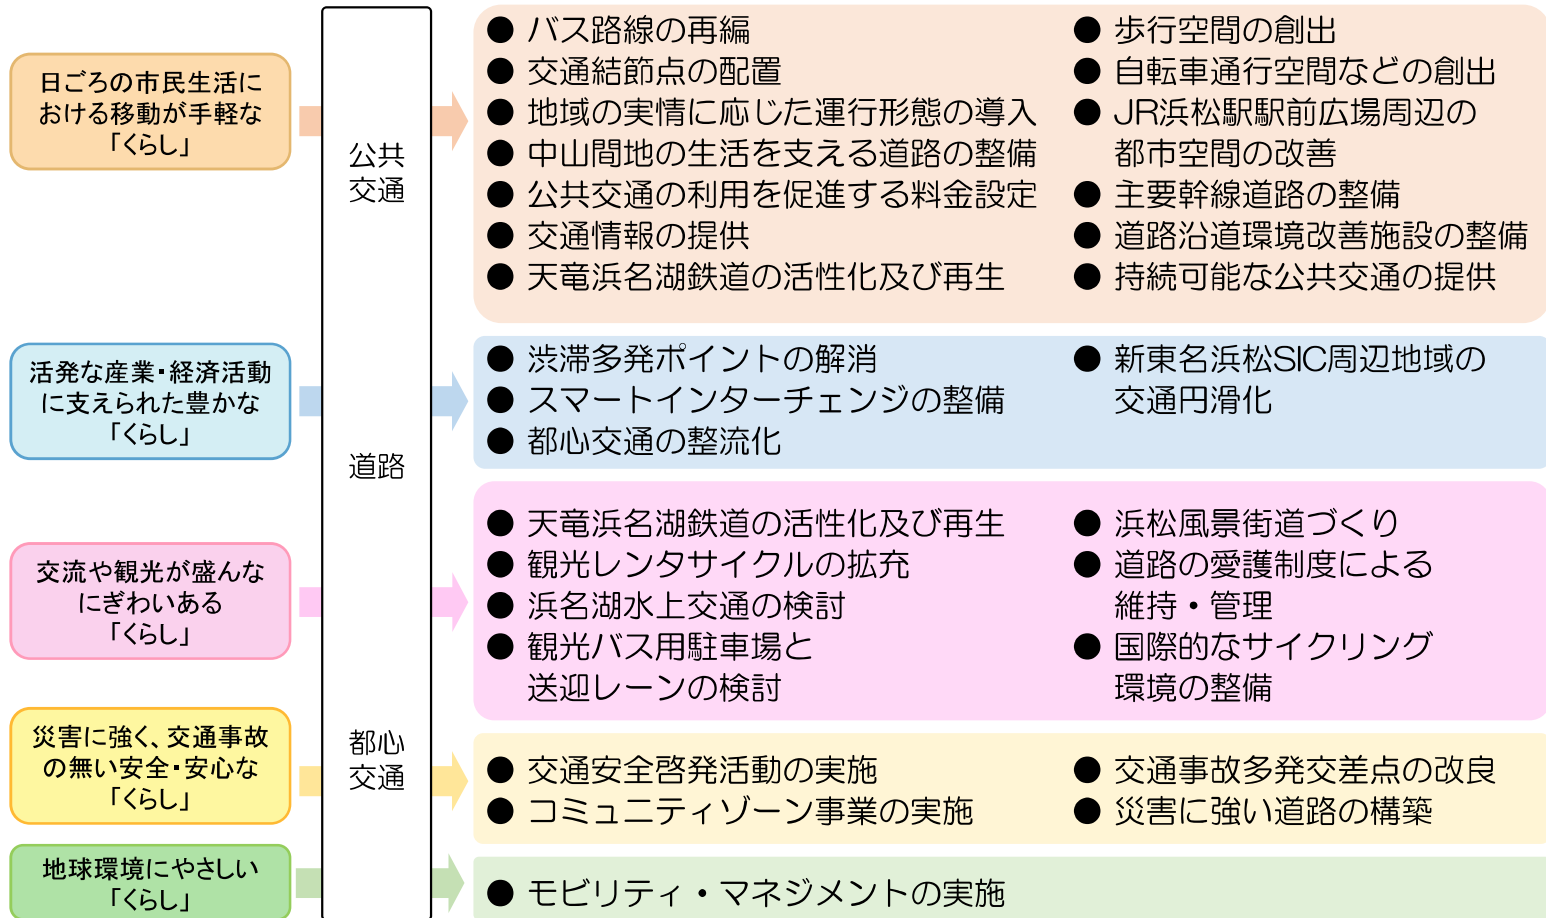 日ごろの市民生活に
おける移動が手軽な
「くらし」
活発な産業・経済活動
に支えられた豊かな
「くらし」
交流や観光が盛んな
にぎわいある
「くらし」
災害に強く、交通事故
の無い安全・安心な
「くらし」
地球環境にやさしい
「くらし」
公共
交通
道路
都心
交通
● バス路線の再編
● 交通結節点の配置
● 地域の実情に応じた運行形態の導入
● 中山間地の生活を支える道路の整備
● 公共交通の利用を促進する料金設定
● 交通情報の提供
● 天竜浜名湖鉄道の活性化及び再生
● 歩行空間の創出
● 自転車通行空間などの創出
● JR浜松駅駅前広場周辺の
都市空間の改善
● 主要幹線道路の整備
● 道路沿道環境改善施設の整備
● 持続可能な公共交通の提供
● 渋滞多発ポイントの解消
● スマートインターチェンジの整備
● 都心交通の整流化
● 新東名浜松SIC周辺地域の
交通円滑化
● 天竜浜名湖鉄道の活性化及び再生
● 観光レンタサイクルの拡充
● 浜名湖水上交通の検討
● 観光バス用駐車場と
送迎レーンの検討
● 浜松風景街道づくり
● 道路の愛護制度による
維持・管理
● 国際的なサイクリング
環境の整備
● 交通安全啓発活動の実施
● コミュニティゾーン事業の実施
● 交通事故多発交差点の改良
● 災害に強い道路の構築
● モビリティ・マネジメントの実施